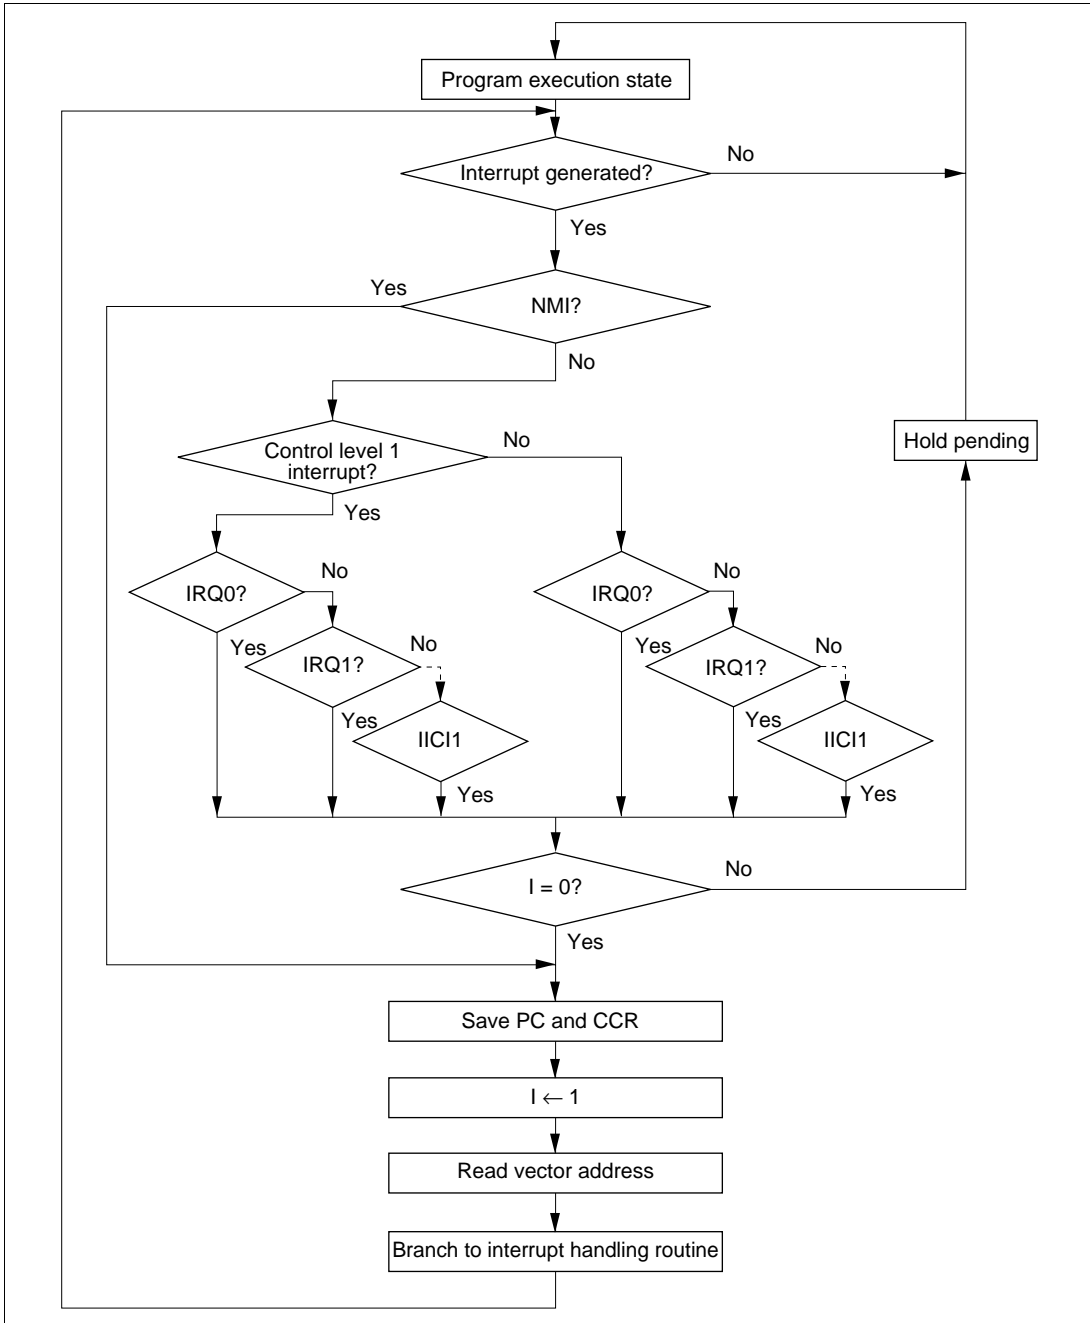 Program execution state
Interrupt generated?
No
Yes
Yes
NMI?
No
Control level 1
interrupt?
No
Hold pending
Yes
IRQ0?
No
IRQ0?
No
Yes
IRQ1?
No
Yes
IRQ1?
No
Yes
IICI1
Yes
IICI1
Yes
Yes
I = 0?
No
Yes
Save PC and CCR
I ← 1
Read vector address
Branch to interrupt handling routine